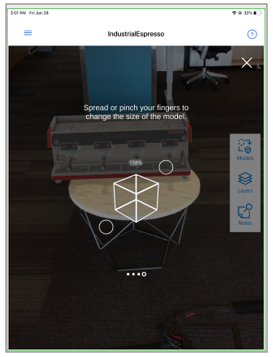 3:01 PM Fri Jun 28
32%
IndustrialEspresso
Spread or pinch your fingers to
change the size of the model.
158%
Modes
Layers
Notes